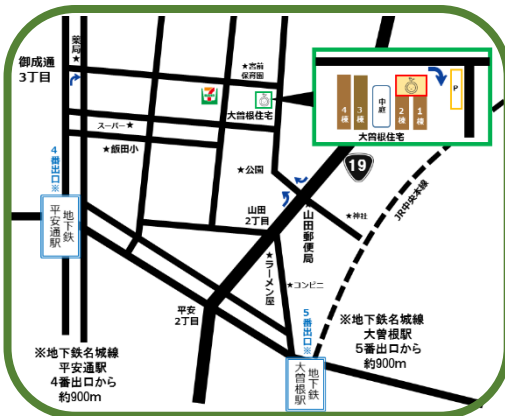 御成通
3丁目
薬局★
★宮前
保育園
7
大曽根住宅
スーパー★
★飯田小
4番出口※
地下鉄
平安通駅
★公園
山田
2丁目
19
山田郵便局
★神社
JR中央本線
★ラーメン屋
★コンビニ
平安
2丁目
5番出口※
地下鉄
大曽根駅
※地下鉄名城線
平安通駅
4番出口から
約900m
※地下鉄名城線
大曽根駅
5番出口から
約900m
4棟
3棟
中庭
2棟
1棟
P
大曽根住宅